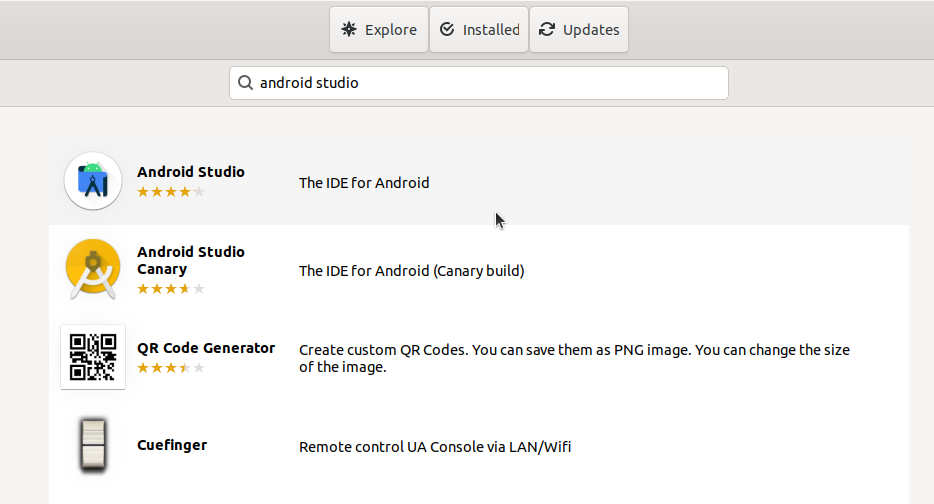 Explore Installed Updates
android studio
Android Studio
The IDE for Android
Android Studio
Canary
The IDE for Android (Canary build)
QR Code Generator
Create custom QR Codes. You can save them as PNG image. You can change the size
of the image.
Cuefinger
Remote control UA Console via LAN/Wifi